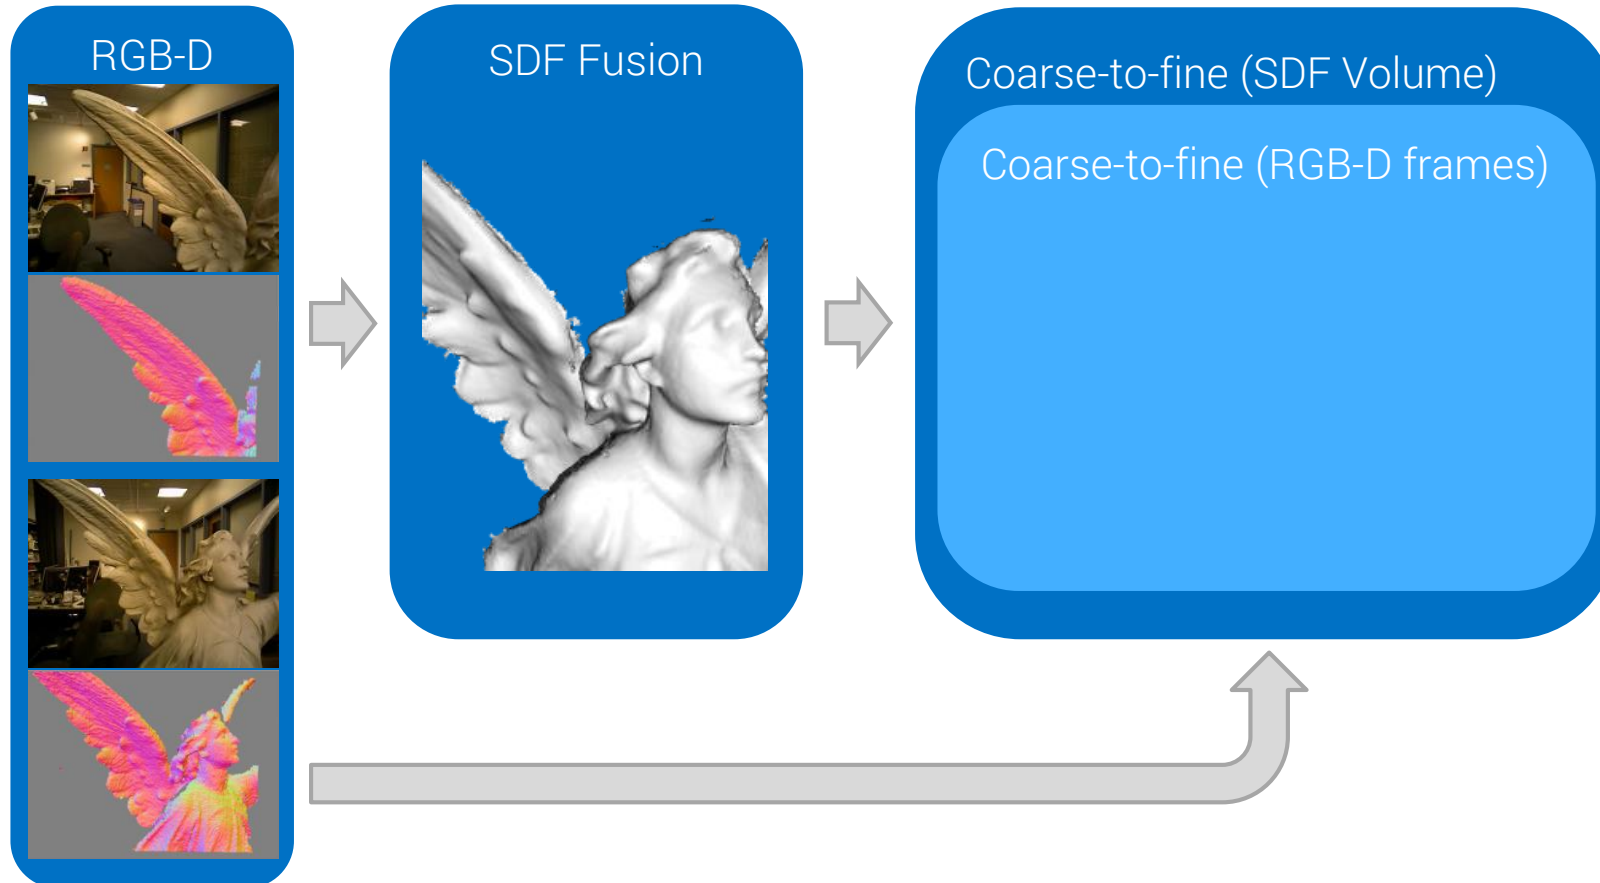 RGB-D
SDF Fusion
Coarse-to-fine (SDF Volume)
Coarse-to-fine (RGB-D frames)